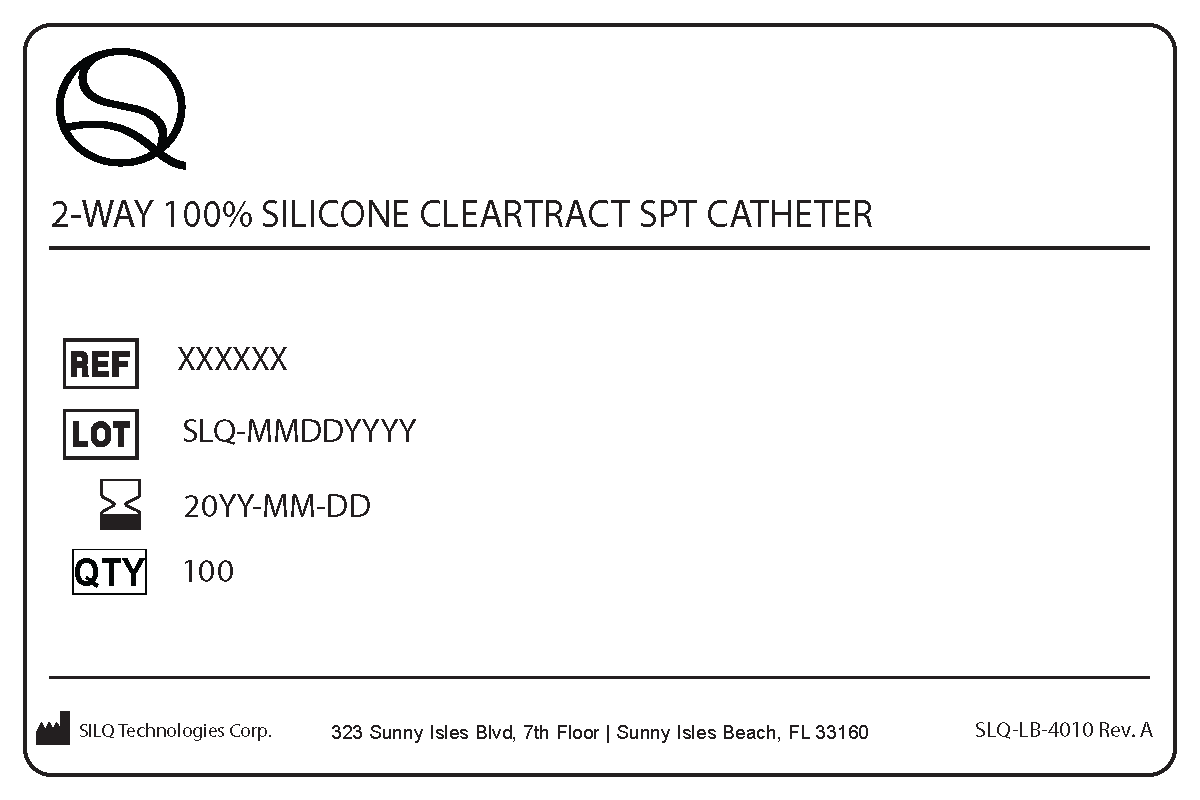 2-WAY 100% SILICONE CLEARTRACT SPT CATHETER
REF XXXXXX
LOT SLQ-MMDDYYYY
20YY-MM-DD
QTY 100
SILQ Technologies Corp. 323 Sunny Isles Blvd, 7th Floor | Sunny Isles Beach, FL 33160 SLQ-LB-4010 Rev. A